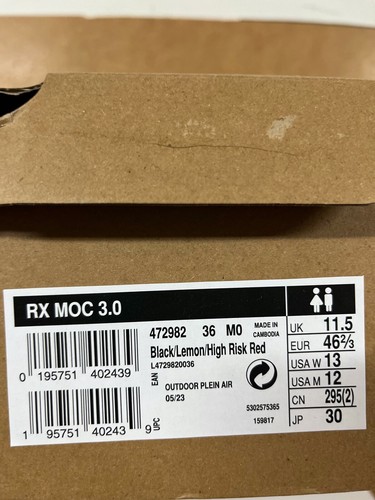 RX MOC 3.0
472982 36 M0 MADE IN CAMBODIA
Black/Lemon/High Risk Red
L4729820036
0 195751 402439
EAN
OUTDOOR PLEIN AIR
05/23
5302575365
159817
1 95751 40243 9
UPC
UK 11.5
EUR 46⅔
USA W 13
USA M 12
CN 295(2)
JP 30